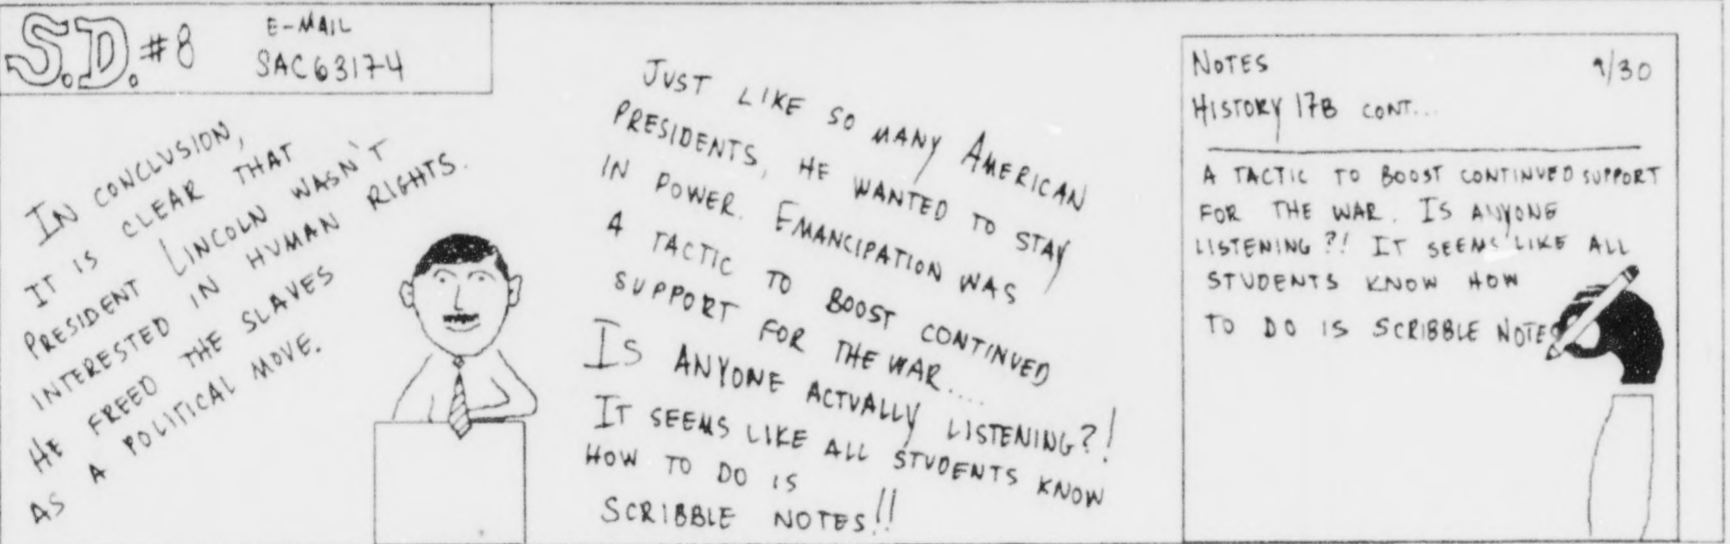 S.D. #8
E-MAIL
SAC63174
IN CONCLUSION,
IT IS CLEAR THAT
PRESIDENT LINCOLN WASN'T
INTERESTED IN HUMAN RIGHTS.
HE FREED THE SLAVES
AS A POLITICAL MOVE.
JUST LIKE SO MANY AMERICAN
PRESIDENTS, HE WANTED TO STAY
IN POWER. EMANCIPATION WAS
A TACTIC TO BOOST CONTINUED
SUPPORT FOR THE WAR....
IS ANYONE ACTUALLY LISTENING?!
IT SEEMS LIKE ALL STUDENTS KNOW
HOW TO DO IS
SCRIBBLE NOTES!!
NOTES 9/30
HISTORY 17B CONT...
A TACTIC TO BOOST CONTINUED SUPPORT
FOR THE WAR. IS ANYONE
LISTENING?! IT SEEMS LIKE ALL
STUDENTS KNOW HOW
TO DO IS SCRIBBLE NOTES